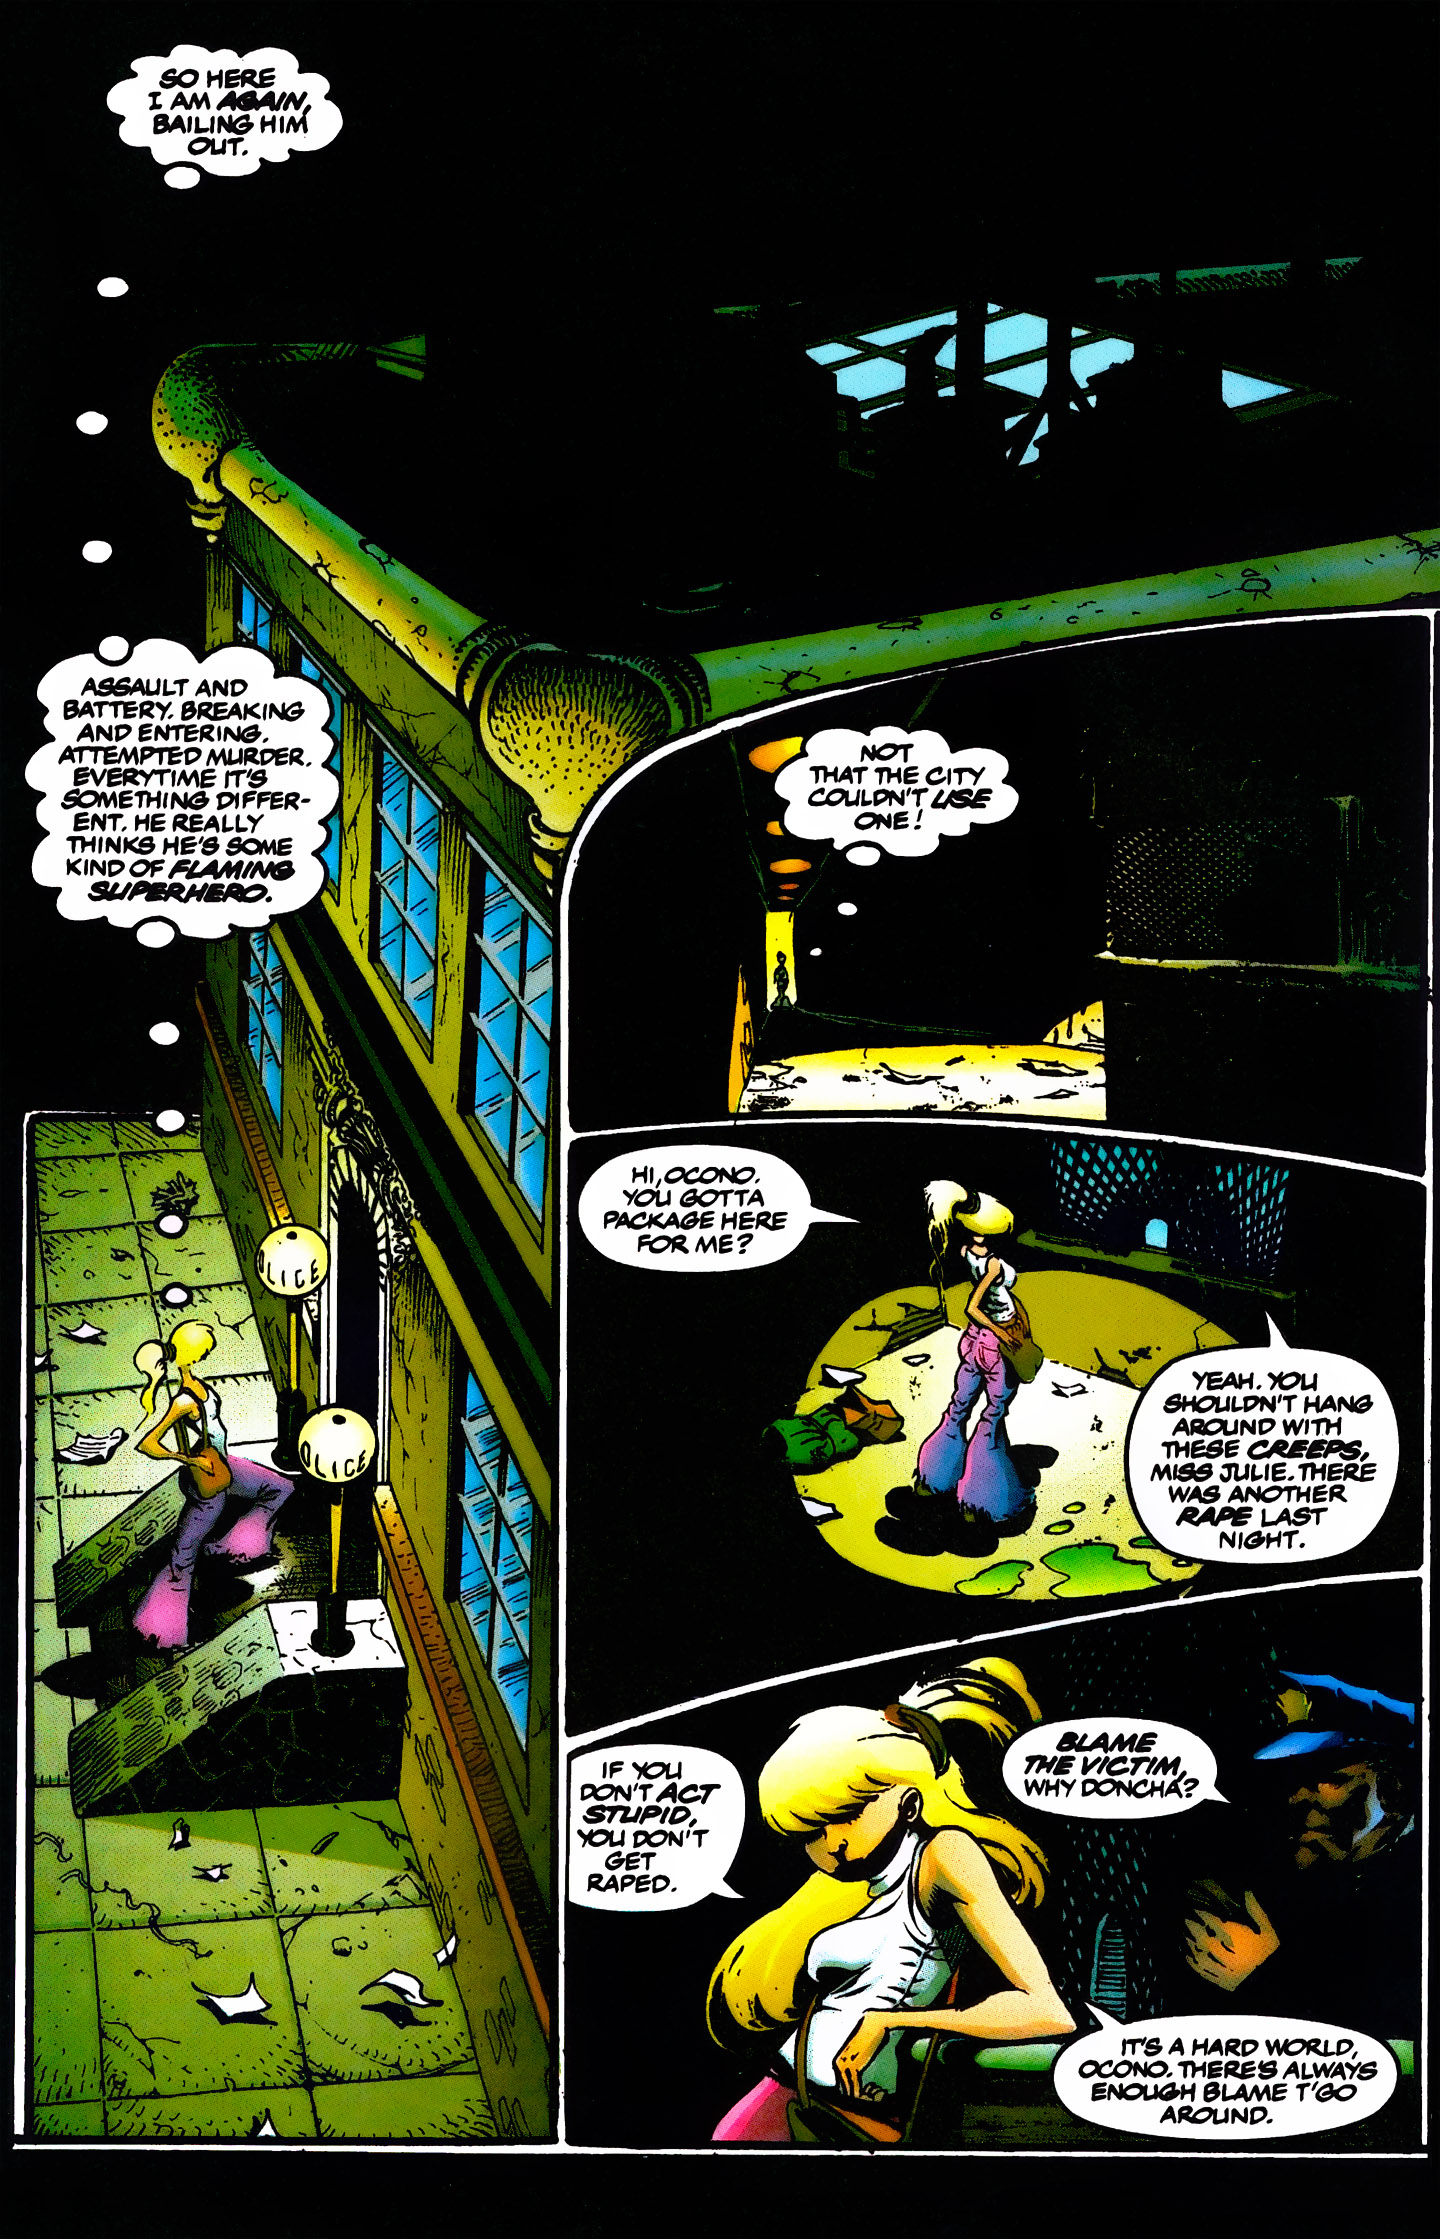 SO HERE
I AM AGAIN,
BAILING HIM
OUT.
ASSAULT AND
BATTERY. BREAKING
AND ENTERING.
ATTEMPTED MURDER.
EVERYTIME IT'S
SOMETHING DIFFER-
ENT. HE REALLY
THINKS HE'S SOME
KIND OF FLAMING
SUPERHERO.
OLICE
OLICE
NOT
THAT THE CITY
COULDN'T USE
ONE!
HI, OCONO.
YOU GOTTA
PACKAGE HERE
FOR ME?
YEAH. YOU
SHOULDN'T HANG
AROUND WITH
THESE CREEPS,
MISS JULIE. THERE
WAS ANOTHER
RAPE LAST
NIGHT.
IF YOU
DON'T ACT
STUPID,
YOU DON'T
GET
RAPED.
BLAME
THE VICTIM,
WHY DONCHA?
IT'S A HARD WORLD,
OCONO. THERE'S ALWAYS
ENOUGH BLAME T'GO
AROUND.